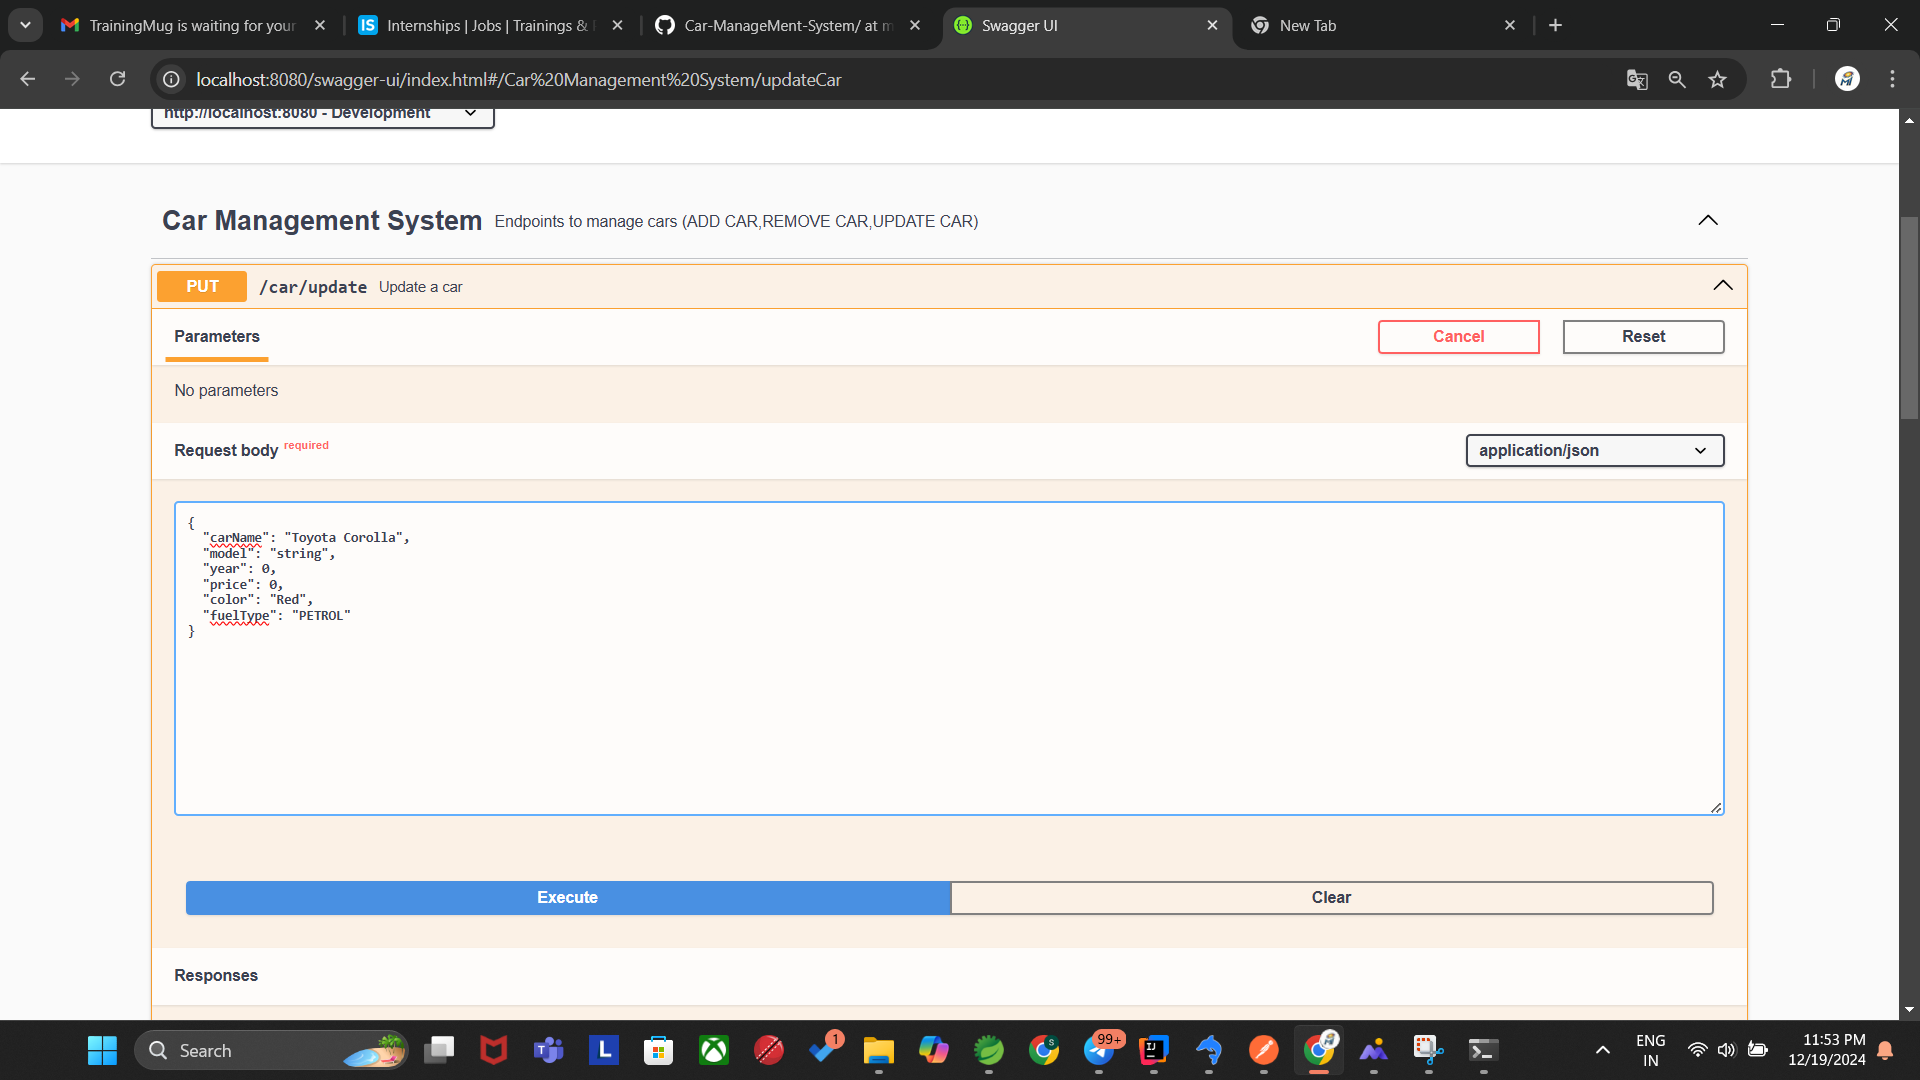 TrainingMug is waiting for your
Internships | Jobs | Trainings &
Car-ManageMent-System/ at m
Swagger UI
New Tab
localhost:8080/swagger-ui/index.html#/Car%20Management%20System/updateCar
http://localhost:8080 - Development
Car Management System Endpoints to manage cars (ADD CAR,REMOVE CAR,UPDATE CAR)
PUT /car/update Update a car
Parameters
Cancel
Reset
No parameters
Request body required
application/json
{
"carName": "Toyota Corolla",
"model": "string",
"year": 0,
"price": 0,
"color": "Red",
"fuelType": "PETROL"
}
Execute
Clear
Responses
Search
1
99+
ENG
IN
11:53 PM
12/19/2024